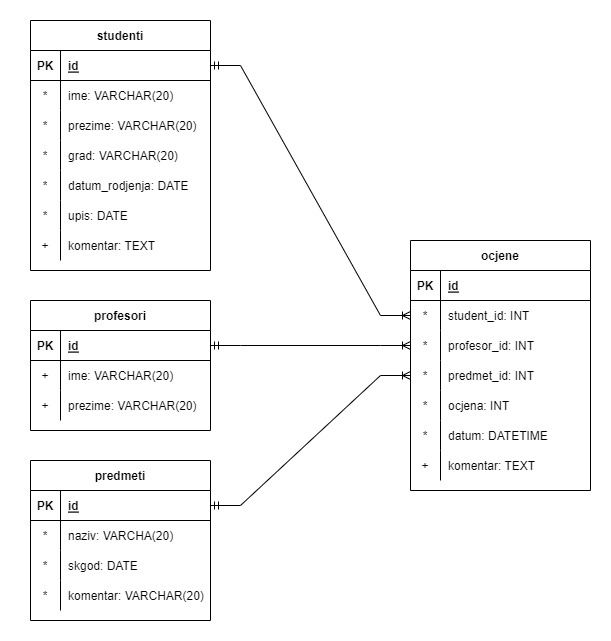 studenti
PK id
* ime: VARCHAR(20)
* prezime: VARCHAR(20)
* grad: VARCHAR(20)
* datum_rodjenja: DATE
* upis: DATE
+ komentar: TEXT
profesori
PK id
+ ime: VARCHAR(20)
+ prezime: VARCHAR(20)
predmeti
PK id
* naziv: VARCHA(20)
* skgod: DATE
* komentar: VARCHAR(20)
ocjene
PK id
* student_id: INT
* profesor_id: INT
* predmet_id: INT
* ocjena: INT
* datum: DATETIME
+ komentar: TEXT